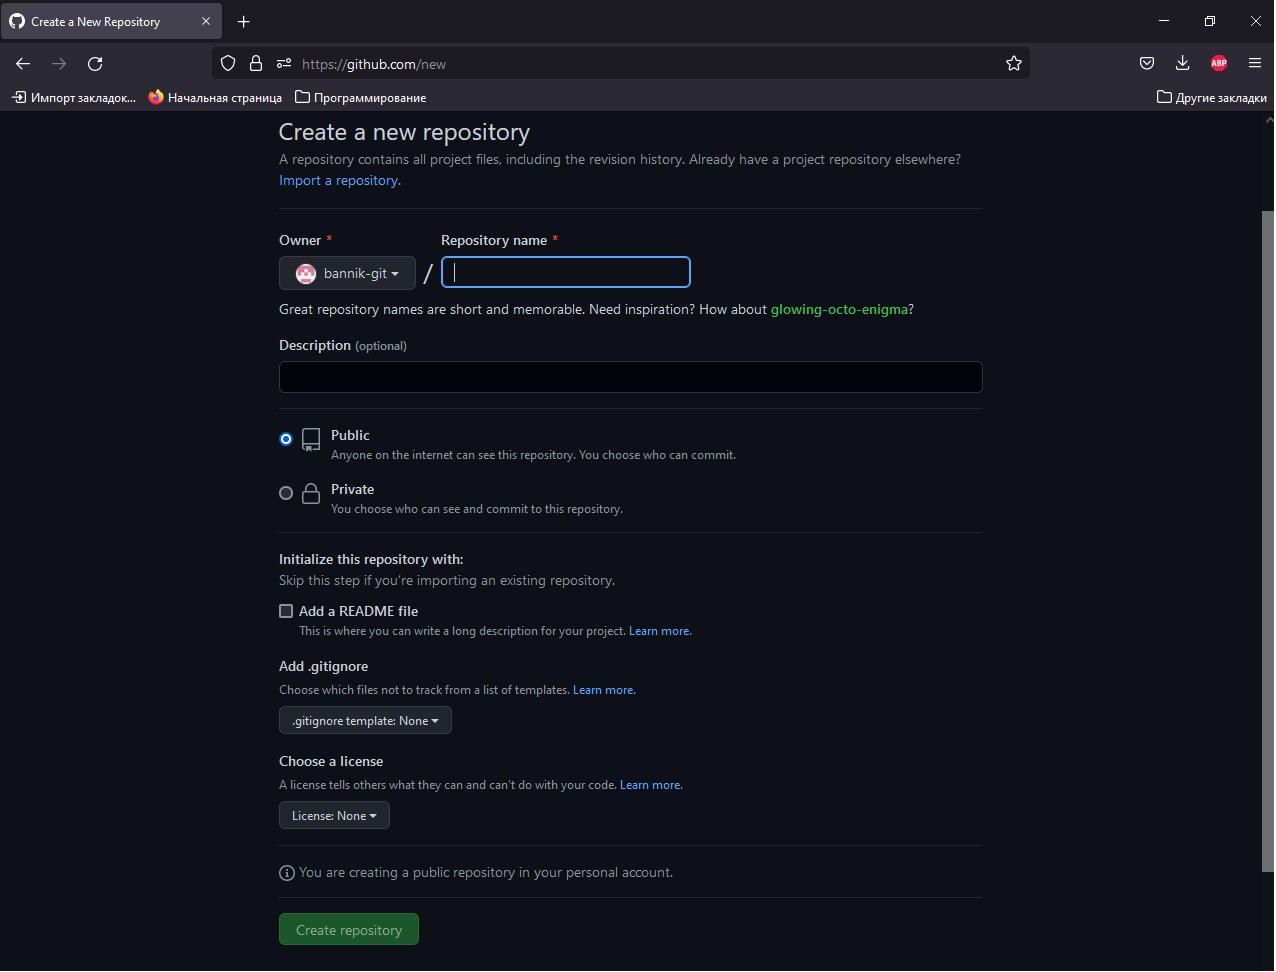 Create a New Repository
https://github.com/new
ABP
Импорт закладок...
Начальная страница
Программирование
Другие закладки
Create a new repository
A repository contains all project files, including the revision history. Already have a project repository elsewhere?
Import a repository.
Owner * Repository name *
bannik-git /
Great repository names are short and memorable. Need inspiration? How about glowing-octo-enigma?
Description (optional)
Public
Anyone on the internet can see this repository. You choose who can commit.
Private
You choose who can see and commit to this repository.
Initialize this repository with:
Skip this step if you're importing an existing repository.
Add a README file
This is where you can write a long description for your project. Learn more.
Add .gitignore
Choose which files not to track from a list of templates. Learn more.
.gitignore template: None
Choose a license
A license tells others what they can and can't do with your code. Learn more.
License: None
You are creating a public repository in your personal account.
Create repository